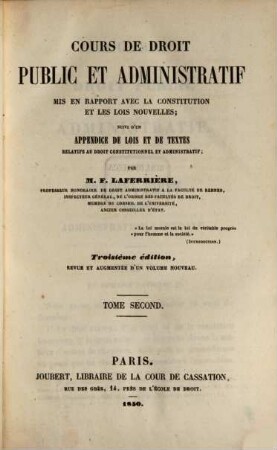 COURS DE DROIT
PUBLIC ET ADMINISTRATIF
MIS EN RAPPORT AVEC LA CONSTITUTION
ET LES LOIS NOUVELLES;
SUIVI D'UN
APPENDICE DE LOIS ET DE TEXTES
RELATIFS AU DROIT CONSTITUTIONNEL ET ADMINISTRATIF;
PAR
M. F. LAFERRIÈRE,
PROFESSEUR HONORAIRE DE DROIT ADMINISTRATIF A LA FACULTÉ DE RENNES,
INSPECTEUR GÉNÉRAL, DE L'ORDRE DES FACULTÉS DE DROIT,
MEMBRE DU CONSEIL DE L'UNIVERSITÉ,
ANCIEN CONSEILLER D'ÉTAT.
« La loi morale est la loi du véritable progrès
» pour l'homme et la société »
(INTRODUCTION.)
Troisième édition,
REVUE ET AUGMENTÉE D'UN VOLUME NOUVEAU.
TOME SECOND.
PARIS.
JOUBERT, LIBRAIRE DE LA COUR DE CASSATION,
RUE DES GRÈS, 14, PRÈS DE L'ÉCOLE DE DROIT.
1850.